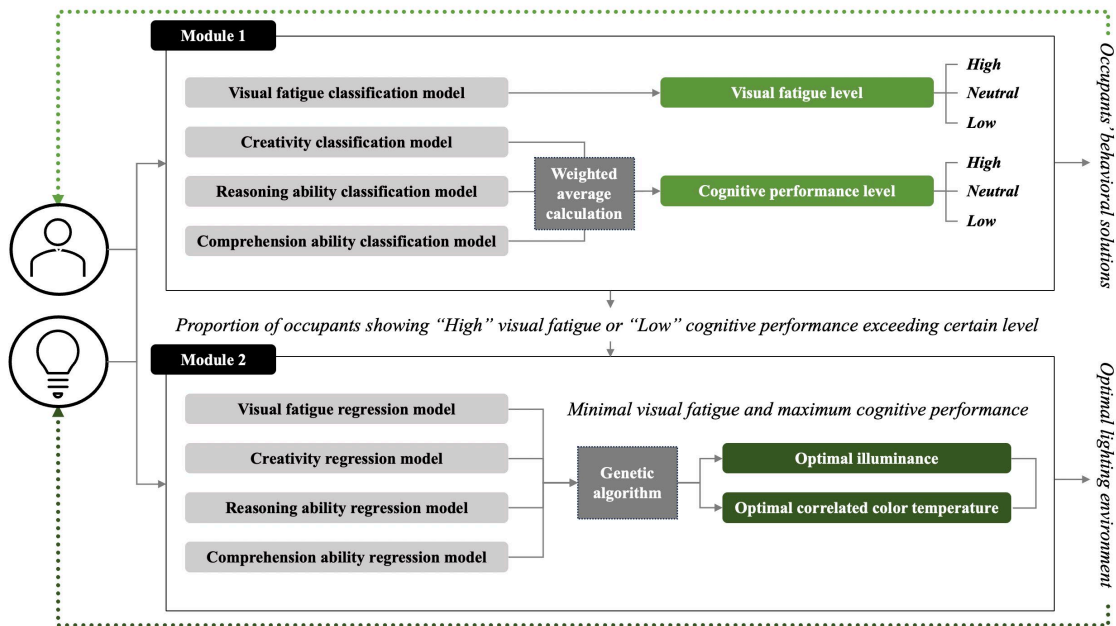 Module 1
Visual fatigue classification model
Visual fatigue level
High
Neutral
Low
Creativity classification model
Reasoning ability classification model
Comprehension ability classification model
Weighted
average
calculation
Cognitive performance level
High
Neutral
Low
Occupants' behavioral solutions
Proportion of occupants showing “High” visual fatigue or “Low” cognitive performance exceeding certain level
Module 2
Visual fatigue regression model
Creativity regression model
Reasoning ability regression model
Comprehension ability regression model
Minimal visual fatigue and maximum cognitive performance
Genetic
algorithm
Optimal illuminance
Optimal correlated color temperature
Optimal lighting environment